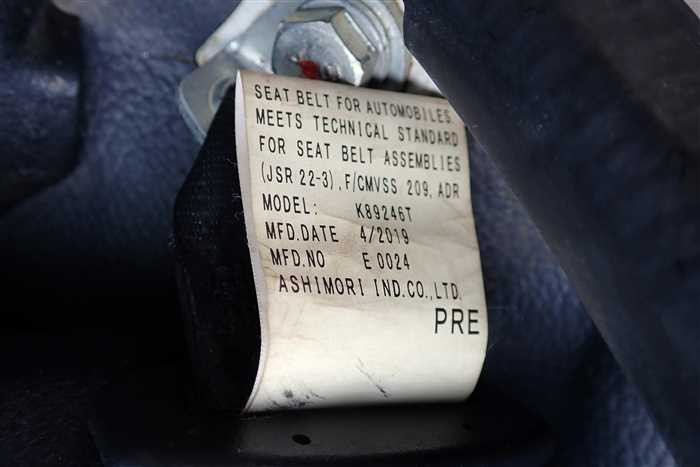 SEAT BELT FOR AUTOMOBILES.
MEETS TECHNICAL STANDARD
FOR SEAT BELT ASSEMBLIES
(JSR 22-3), F/CMVSS 209, ADR
MODEL: K89246T
MFD.DATE 4/2019
MFD.NO E0024
ASHIMORI IND.CO.,LTD.
PRE